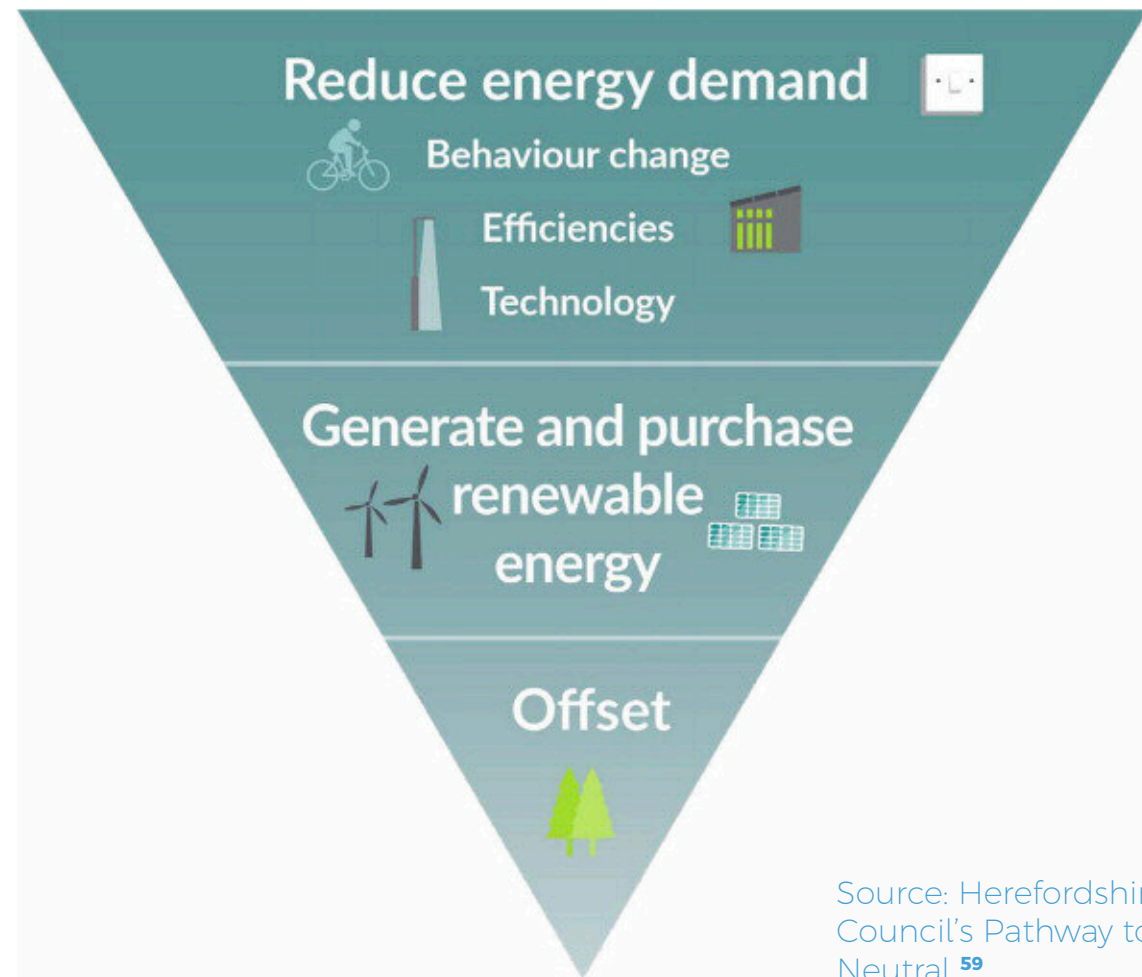 Reduce energy demand
Behaviour change
Efficiencies
Technology
Generate and purchase
renewable
energy
Offset
Source:
Council's Pathway to
Neutral 59